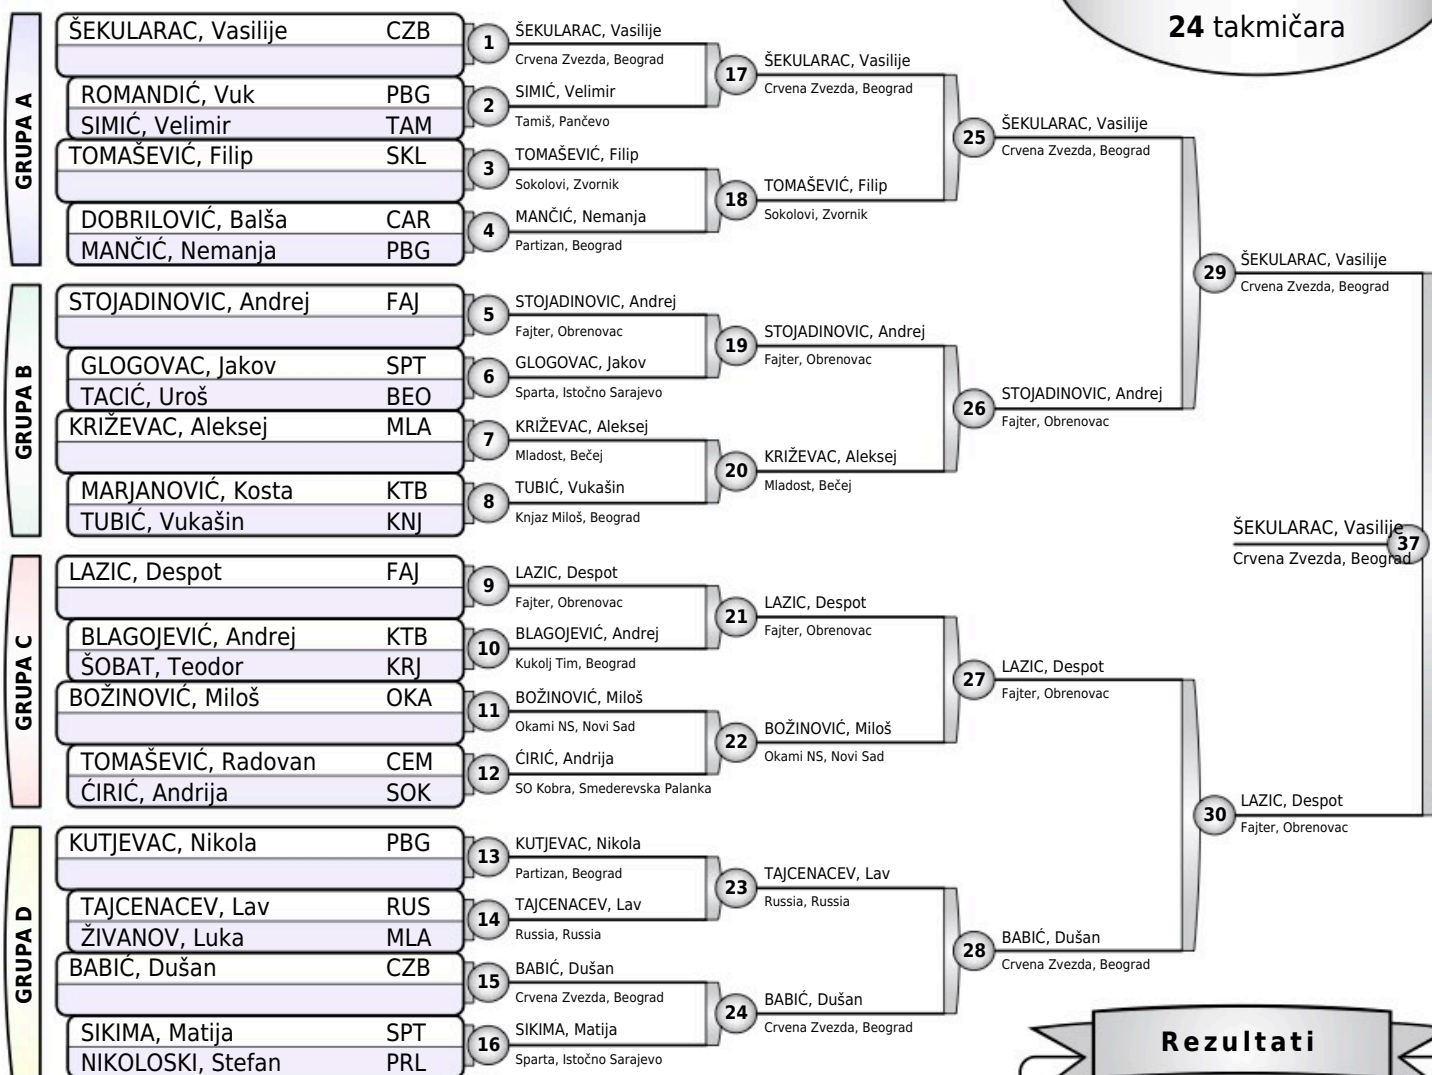 24 takmičara
GRUPA A
ŠEKULARAC, Vasilije CZB
ROMANDIĆ, Vuk PBG
SIMIĆ, Velimir TAM
TOMAŠEVIĆ, Filip SKL
DOBRILOVIĆ, Balša CAR
MANČIĆ, Nemanja PBG
GRUPA B
STOJADINOVIC, Andrej FAJ
GLOGOVAC, Jakov SPT
TACIĆ, Uroš BEO
KRIŽEVAC, Aleksej MLA
MARJANOVIĆ, Kosta KTB
TUBIĆ, Vukašin KNJ
GRUPA C
LAZIC, Despot FAJ
BLAGOJEVIĆ, Andrej KTB
ŠOBAT, Teodor KRJ
BOŽINOVIĆ, Miloš OKA
TOMAŠEVIĆ, Radovan CEM
ĆIRIĆ, Andrija SOK
GRUPA D
KUTJEVAC, Nikola PBG
TAJCENACEV, Lav RUS
ŽIVANOV, Luka MLA
BABIĆ, Dušan CZB
SIKIMA, Matija SPT
NIKOLOSKI, Stefan PRL
1 ŠEKULARAC, Vasilije
Crvena Zvezda, Beograd
2 SIMIĆ, Velimir
Tamiš, Pančevo
3 TOMAŠEVIĆ, Filip
Sokolovi, Zvornik
4 MANČIĆ, Nemanja
Partizan, Beograd
5 STOJADINOVIC, Andrej
Fajter, Obrenovac
6 GLOGOVAC, Jakov
Sparta, Istočno Sarajevo
7 KRIŽEVAC, Aleksej
Mladost, Bečej
8 TUBIĆ, Vukašin
Knjaz Miloš, Beograd
9 LAZIC, Despot
Fajter, Obrenovac
10 BLAGOJEVIĆ, Andrej
Kukolj Tim, Beograd
11 BOŽINOVIĆ, Miloš
Okami NS, Novi Sad
12 ĆIRIĆ, Andrija
SO Kobra, Smederevska Palanka
13 KUTJEVAC, Nikola
Partizan, Beograd
14 TAJCENACEV, Lav
Russia, Russia
15 BABIĆ, Dušan
Crvena Zvezda, Beograd
16 SIKIMA, Matija
Sparta, Istočno Sarajevo
17 ŠEKULARAC, Vasilije
Crvena Zvezda, Beograd
18 TOMAŠEVIĆ, Filip
Sokolovi, Zvornik
19 STOJADINOVIC, Andrej
Fajter, Obrenovac
20 KRIŽEVAC, Aleksej
Mladost, Bečej
21 LAZIC, Despot
Fajter, Obrenovac
22 BOŽINOVIĆ, Miloš
Okami NS, Novi Sad
23 TAJCENACEV, Lav
Russia, Russia
24 BABIĆ, Dušan
Crvena Zvezda, Beograd
25 ŠEKULARAC, Vasilije
Crvena Zvezda, Beograd
26 STOJADINOVIC, Andrej
Fajter, Obrenovac
27 LAZIC, Despot
Fajter, Obrenovac
28 BABIĆ, Dušan
Crvena Zvezda, Beograd
29 ŠEKULARAC, Vasilije
Crvena Zvezda, Beograd
30 LAZIC, Despot
Fajter, Obrenovac
ŠEKULARAC, Vasilije 37
Crvena Zvezda, Beograd
Rezultati